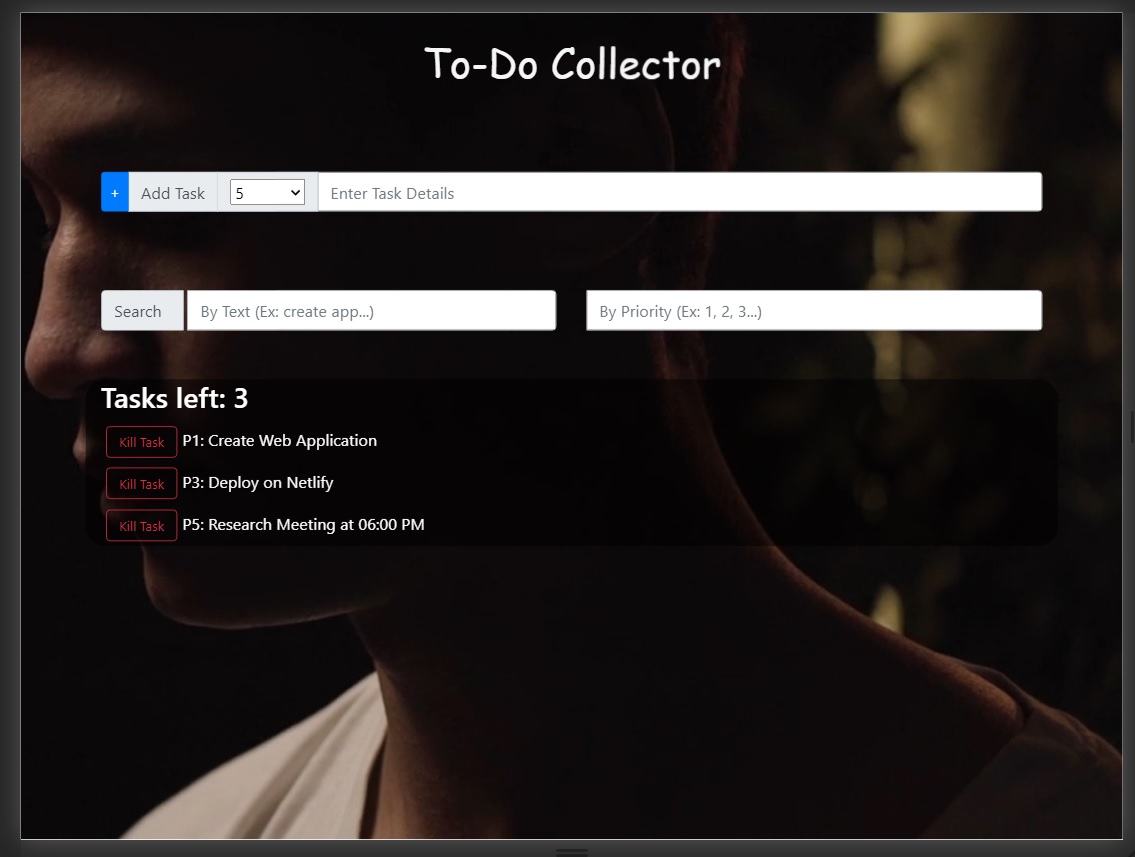 To-Do Collector
+ Add Task 5 Enter Task Details
Search By Text (Ex: create app...) By Priority (Ex: 1, 2, 3...)
Tasks left: 3
Kill Task P1: Create Web Application
Kill Task P3: Deploy on Netlify
Kill Task P5: Research Meeting at 06:00 PM